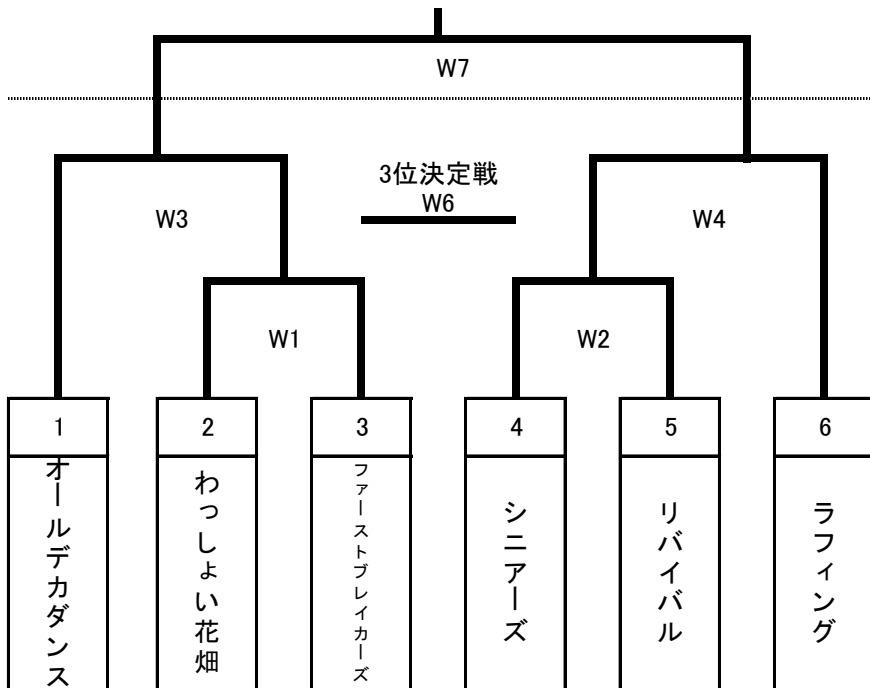 W7
3位決定戦
W6
W3
W4
W1
W2
1
2
3
4
5
6
オールデカダンス
わっしょい花畑
ファーストブレイカーズ
シニアーズ
リバイバル
ラフィング